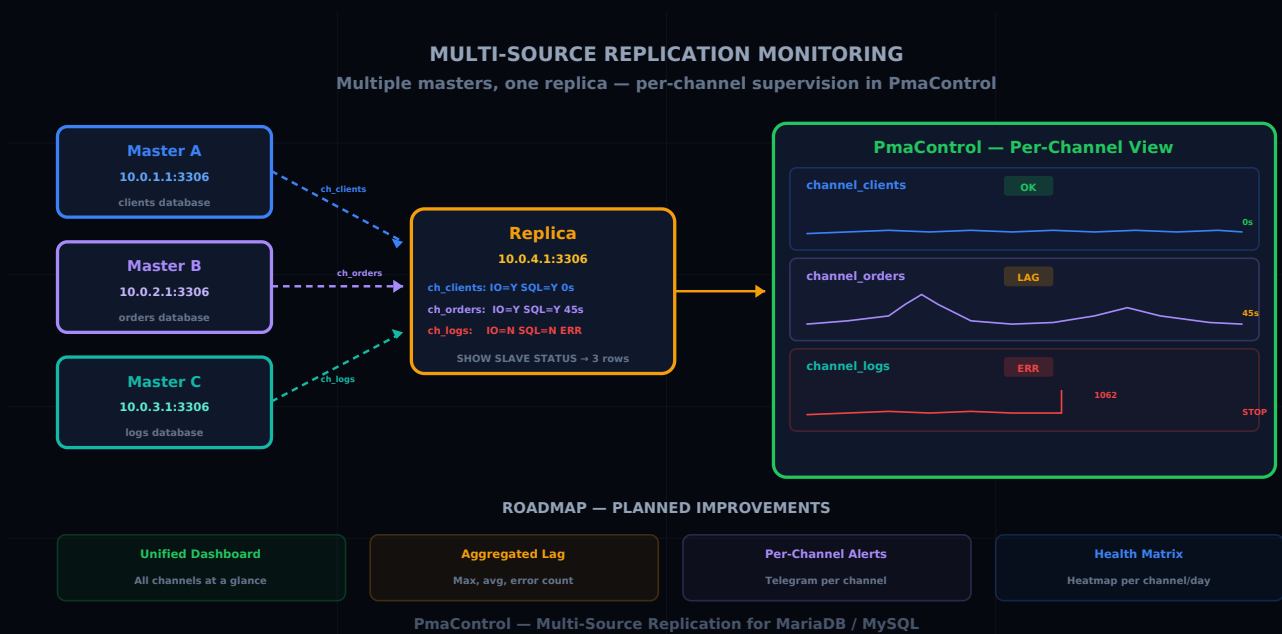 MULTI-SOURCE REPLICATION MONITORING
Multiple masters, one replica — per-channel supervision in PmaControl
Master A
10.0.1.1:3306
clients database
Master B
10.0.2.1:3306
orders database
Master C
10.0.3.1:3306
logs database
ch_clients
ch_orders
ch_logs
Replica
10.0.4.1:3306
ch_clients: IO=Y SQL=Y 0s
ch_orders: IO=Y SQL=Y 45s
ch_logs: IO=N SQL=N ERR
SHOW SLAVE STATUS → 3 rows
PmaControl — Per-Channel View
channel_clients
OK
0s
channel_orders
LAG
45s
channel_logs
ERR
1062
STOP
ROADMAP — PLANNED IMPROVEMENTS
Unified Dashboard
All channels at a glance
Aggregated Lag
Max, avg, error count
Per-Channel Alerts
Telegram per channel
Health Matrix
Heatmap per channel/day
PmaControl — Multi-Source Replication for MariaDB / MySQL